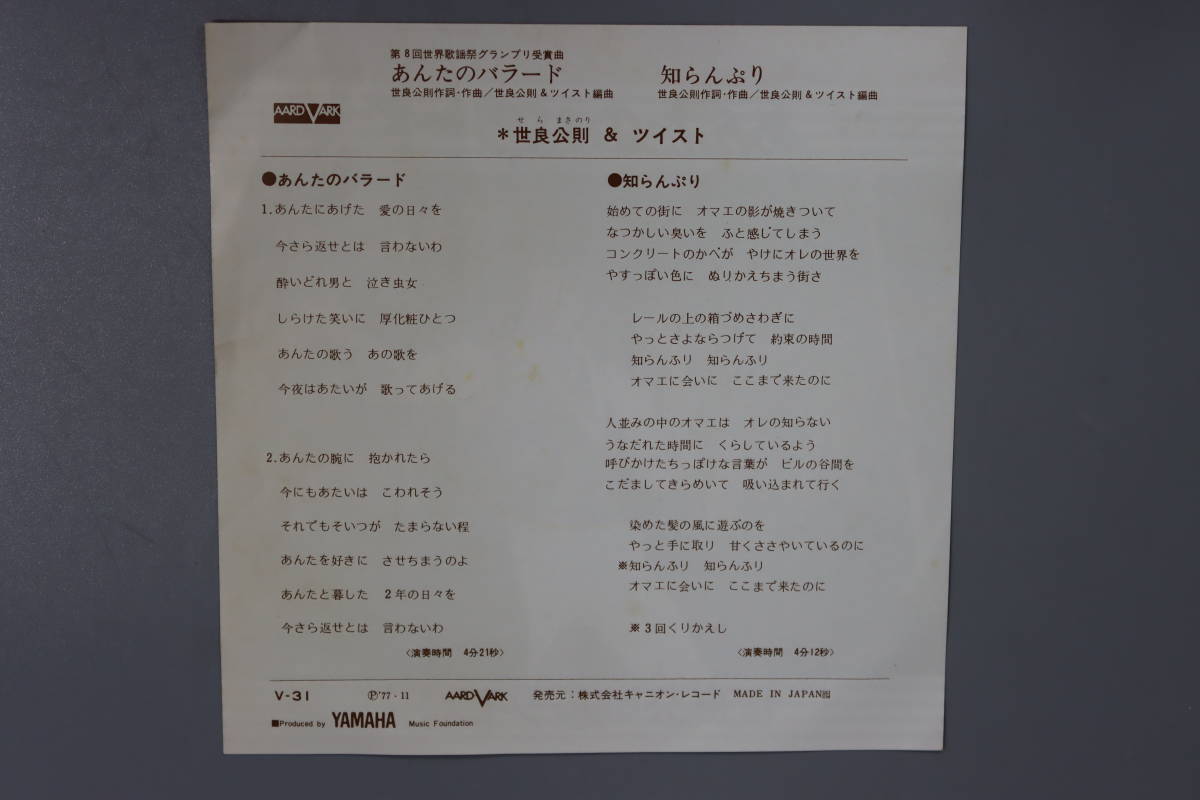 第8回世界歌謡祭グランプリ受賞曲
あんたのバラード
世良公則作詞・作曲/世良公則&ツイスト編曲
知らんぷり
世良公則作詞・作曲/世良公則&ツイスト編曲
AARDVARK
せら まさのり
*世良公則 & ツイスト
●あんたのバラード
1.あんたにあげた 愛の日々を
今さら返せとは 言わないわ
酔いどれ男と 泣き虫女
しらけた笑いに 厚化粧ひとつ
あんたの歌う あの歌を
今夜はあたいが 歌ってあげる
2.あんたの腕に 抱かれたら
今にもあたいは こわれそう
それでもそいつが たまらない程
あんたを好きに させちまうのよ
あんたと暮した 2年の日々を
今さら返せとは 言わないわ
〈演奏時間 4分21秒〉
●知らんぷり
始めての街に オマエの影が焼きついて
なつかしい臭いを ふと感じてしまう
コンクリートのかべが やけにオレの世界を
やすっぽい色に ぬりかえちまう街さ
レールの上の箱づめさわぎに
やっとさよならつげて 約束の時間
知らんふり 知らんふり
オマエに会いに ここまで来たのに
人並みの中のオマエは オレの知らない
うなだれた時間に くらしているよう
呼びかけたちっぽけな言葉が ビルの谷間を
こだましてきらめいて 吸い込まれて行く
染めた髪の風に遊ぶのを
やっと手に取り 甘くささやいているのに
※知らんふり 知らんふり
オマエに会いに ここまで来たのに
※3回くりかえし
〈演奏時間 4分12秒〉
V-31 Ⓟ'77・11 AARDVARK 発売元:株式会社キャニオン・レコード MADE IN JAPAN
■Produced by YAMAHA Music Foundation